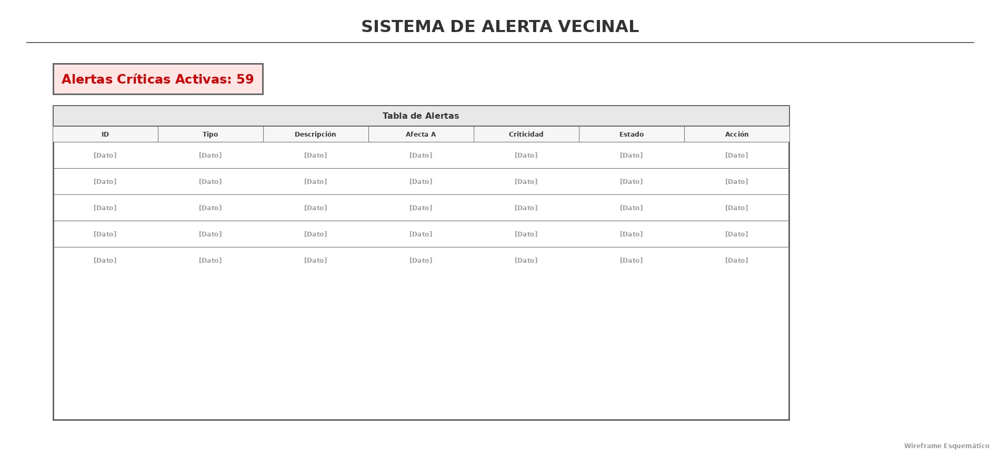 SISTEMA DE ALERTA VECINAL
Alertas Críticas Activas: 59
Tabla de Alertas
ID Tipo Descripción Afecta A Criticidad Estado Acción
[Dato] [Dato] [Dato] [Dato] [Dato] [Dato] [Dato]
[Dato] [Dato] [Dato] [Dato] [Dato] [Dato] [Dato]
[Dato] [Dato] [Dato] [Dato] [Dato] [Dato] [Dato]
[Dato] [Dato] [Dato] [Dato] [Dato] [Dato] [Dato]
[Dato] [Dato] [Dato] [Dato] [Dato] [Dato] [Dato]
Wireframe Esquemático